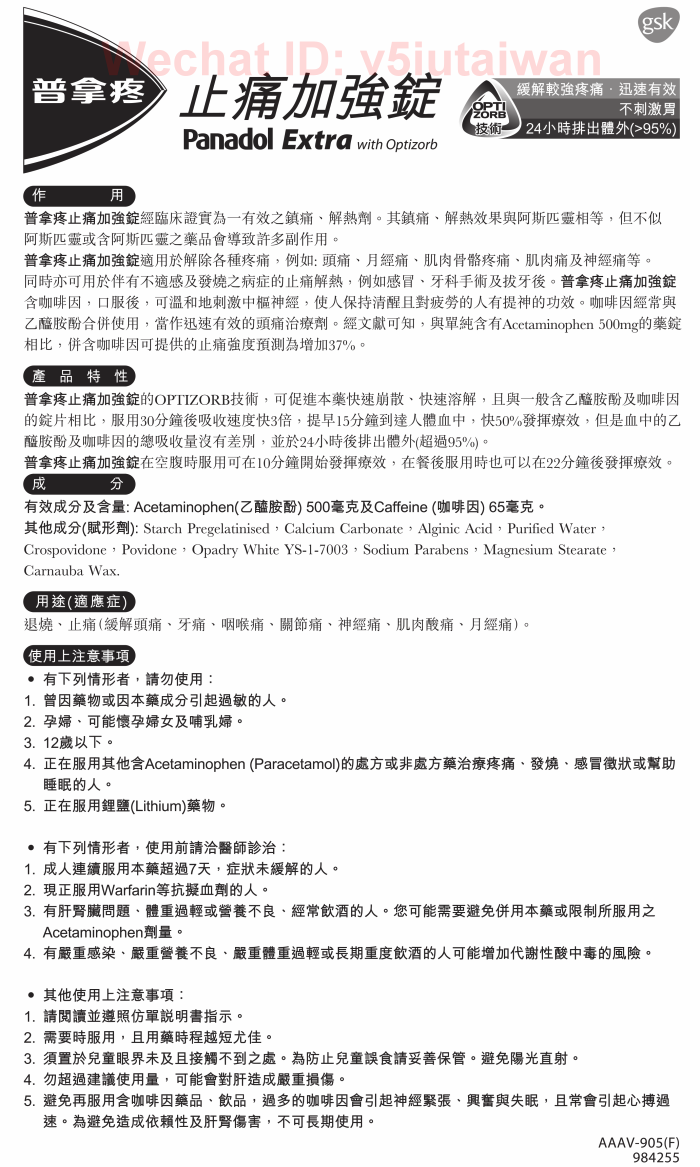 gsk
Wechat ID: v5jutaiwan
普拿疼
止痛加強錠
Panadol Extra with Optizorb
OPTI
ZORB
技術
緩解較強疼痛．迅速有效
不刺激胃
24小時排出體外(>95%)
作用
普拿疼止痛加強錠經臨床證實為一有效之鎮痛、解熱劑。其鎮痛、解熱效果與阿斯匹靈相等，但不似
阿斯匹靈或含阿斯匹靈之藥品會導致許多副作用。
普拿疼止痛加強錠適用於解除各種疼痛，例如: 頭痛、月經痛、肌肉骨骼疼痛、肌肉痛及神經痛等。
同時亦可用於伴有不適感及發燒之病症的止痛解熱，例如感冒、牙科手術及拔牙後。普拿疼止痛加強錠
含咖啡因，口服後，可溫和地刺激中樞神經，使人保持清醒且對疲勞的人有提神的功效。咖啡因經常與
乙醯胺酚合併使用，當作迅速有效的頭痛治療劑。經文獻可知，與單純含有Acetaminophen 500mg的藥錠
相比，併含咖啡因可提供的止痛強度預測為增加37%。
產品特性
普拿疼止痛加強錠的OPTIZORB技術，可促進本藥快速崩散、快速溶解，且與一般含乙醯胺酚及咖啡因
的錠片相比，服用30分鐘後吸收速度快3倍，提早15分鐘到達人體血中，快50%發揮療效，但是血中的乙
醯胺酚及咖啡因的總吸收量沒有差別，並於24小時後排出體外(超過95%)。
普拿疼止痛加強錠在空腹時服用可在10分鐘開始發揮療效，在餐後服用時也可以在22分鐘後發揮療效。
成分
有效成分及含量: Acetaminophen(乙醯胺酚) 500毫克及Caffeine (咖啡因) 65毫克。
其他成分(賦形劑): Starch Pregelatinised，Calcium Carbonate，Alginic Acid，Purified Water，
Crospovidone，Povidone，Opadry White YS-1-7003，Sodium Parabens，Magnesium Stearate，
Carnauba Wax.
用途(適應症)
退燒、止痛(緩解頭痛、牙痛、咽喉痛、關節痛、神經痛、肌肉酸痛、月經痛)。
使用上注意事項
• 有下列情形者，請勿使用：
1. 曾因藥物或因本藥成分引起過敏的人。
2. 孕婦、可能懷孕婦女及哺乳婦。
3. 12歲以下。
4. 正在服用其他含Acetaminophen (Paracetamol)的處方或非處方藥治療疼痛、發燒、感冒徵狀或幫助
睡眠的人。
5. 正在服用鋰鹽(Lithium)藥物。
• 有下列情形者，使用前請洽醫師診治：
1. 成人連續服用本藥超過7天，症狀未緩解的人。
2. 現正服用Warfarin等抗擬血劑的人。
3. 有肝腎臟問題、體重過輕或營養不良、經常飲酒的人。您可能需要避免併用本藥或限制所服用之
Acetaminophen劑量。
4. 有嚴重感染、嚴重營養不良、嚴重體重過輕或長期重度飲酒的人可能增加代謝性酸中毒的風險。
• 其他使用上注意事項：
1. 請閱讀並遵照仿單說明書指示。
2. 需要時服用，且用藥時程越短尤佳。
3. 須置於兒童眼界未及且接觸不到之處。為防止兒童誤食請妥善保管。避免陽光直射。
4. 勿超過建議使用量，可能會對肝造成嚴重損傷。
5. 避免再服用含咖啡因藥品、飲品，過多的咖啡因會引起神經緊張、興奮與失眠，且常會引起心搏過
速。為避免造成依賴性及肝腎傷害，不可長期使用。
AAAV-905(F)
984255